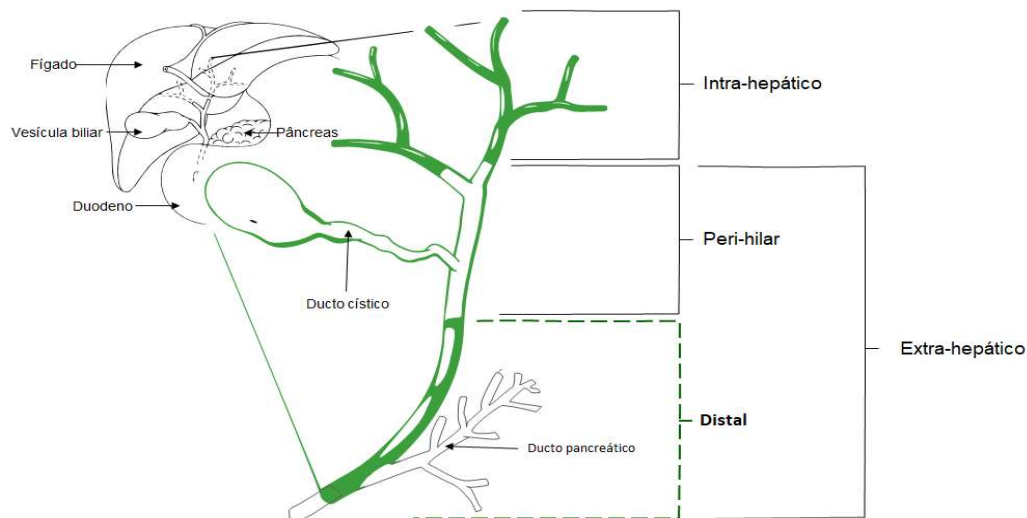 Fígado
Vesícula biliar
Pâncreas
Duodeno
Ducto cístico
Ducto pancreático
Intra-hepático
Peri-hilar
Distal
Extra-hepático